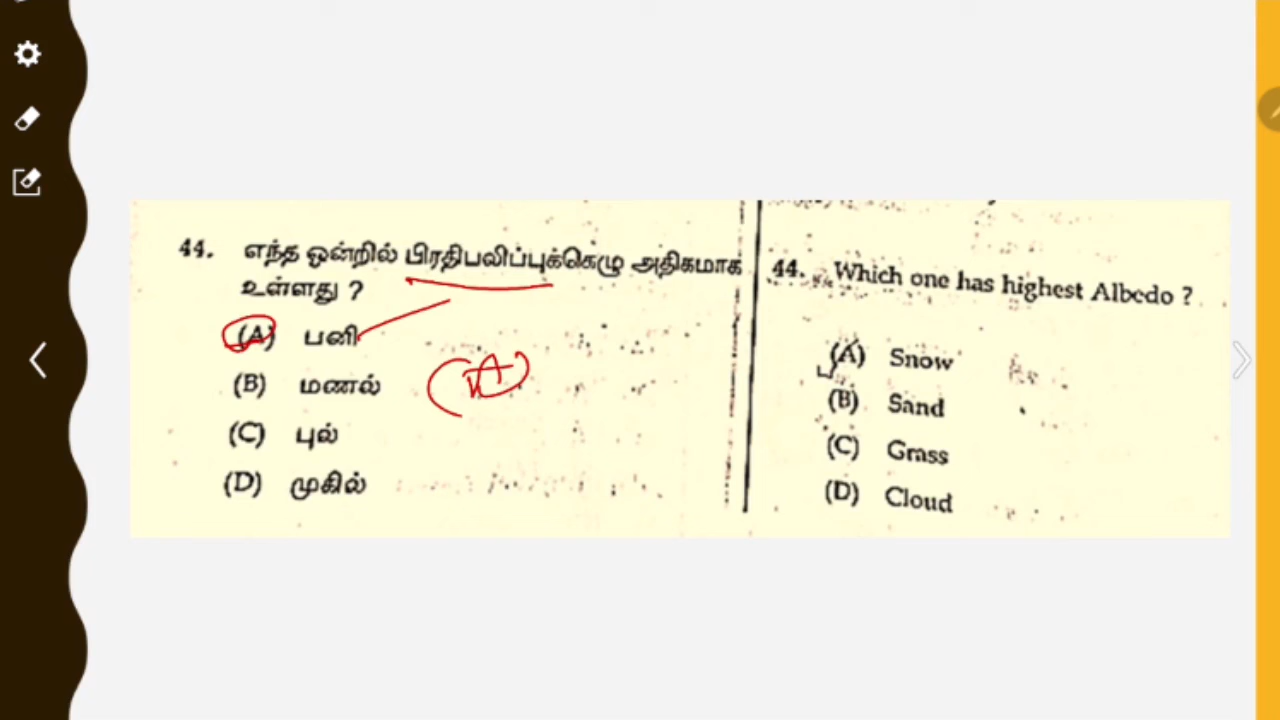 44. எந்த ஒன்றில் பிரதிபலிப்புக்கெழு அதிகமாக
உள்ளது ?
(A) பனி
(B) மணல்
(C) புல்
(D) முகில்
A
44. Which one has highest Albedo ?
(A) Snow
(B) Sand
(C) Grass
(D) Cloud